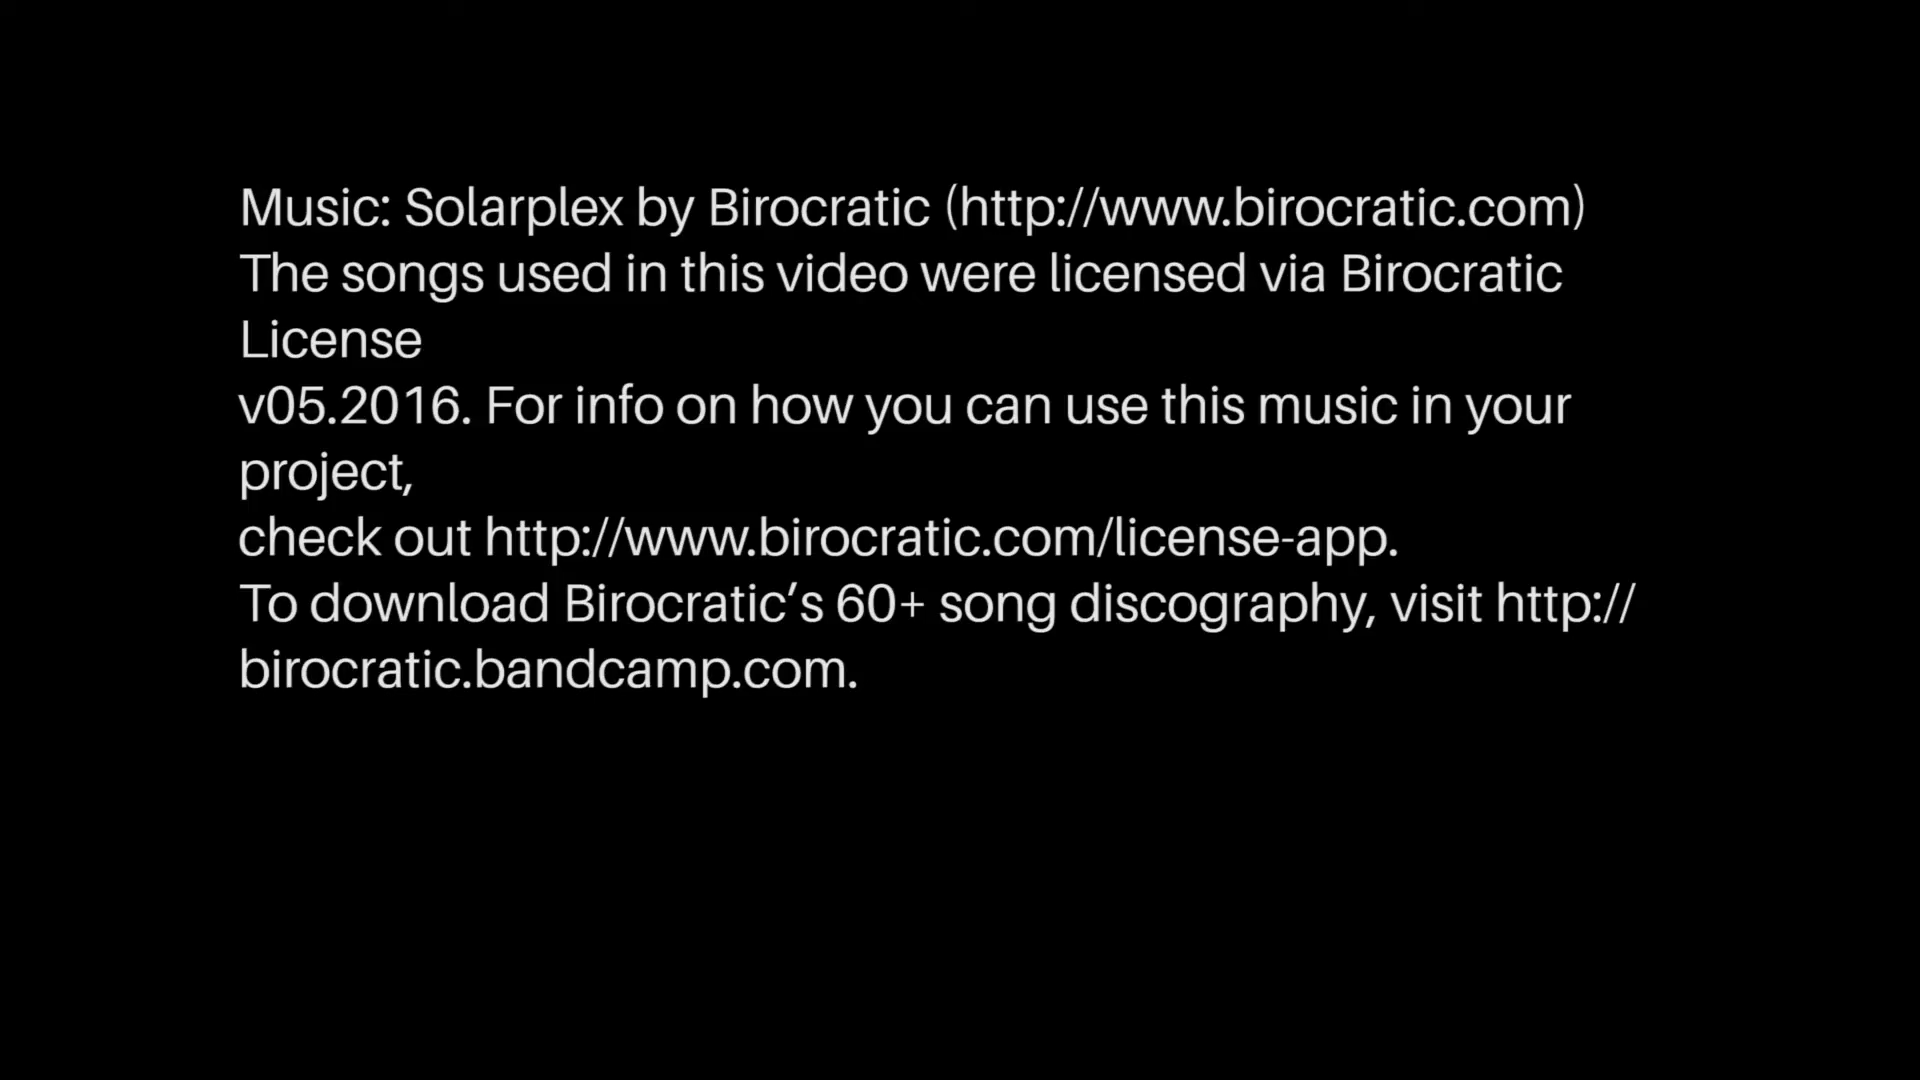 Music: Solarplex by Birocratic (http://www.birocratic.com)
The songs used in this video were licensed via Birocratic
License
v05.2016. For info on how you can use this music in your
project,
check out http://www.birocratic.com/license-app.
To download Birocratic’s 60+ song discography, visit http://
birocratic.bandcamp.com.